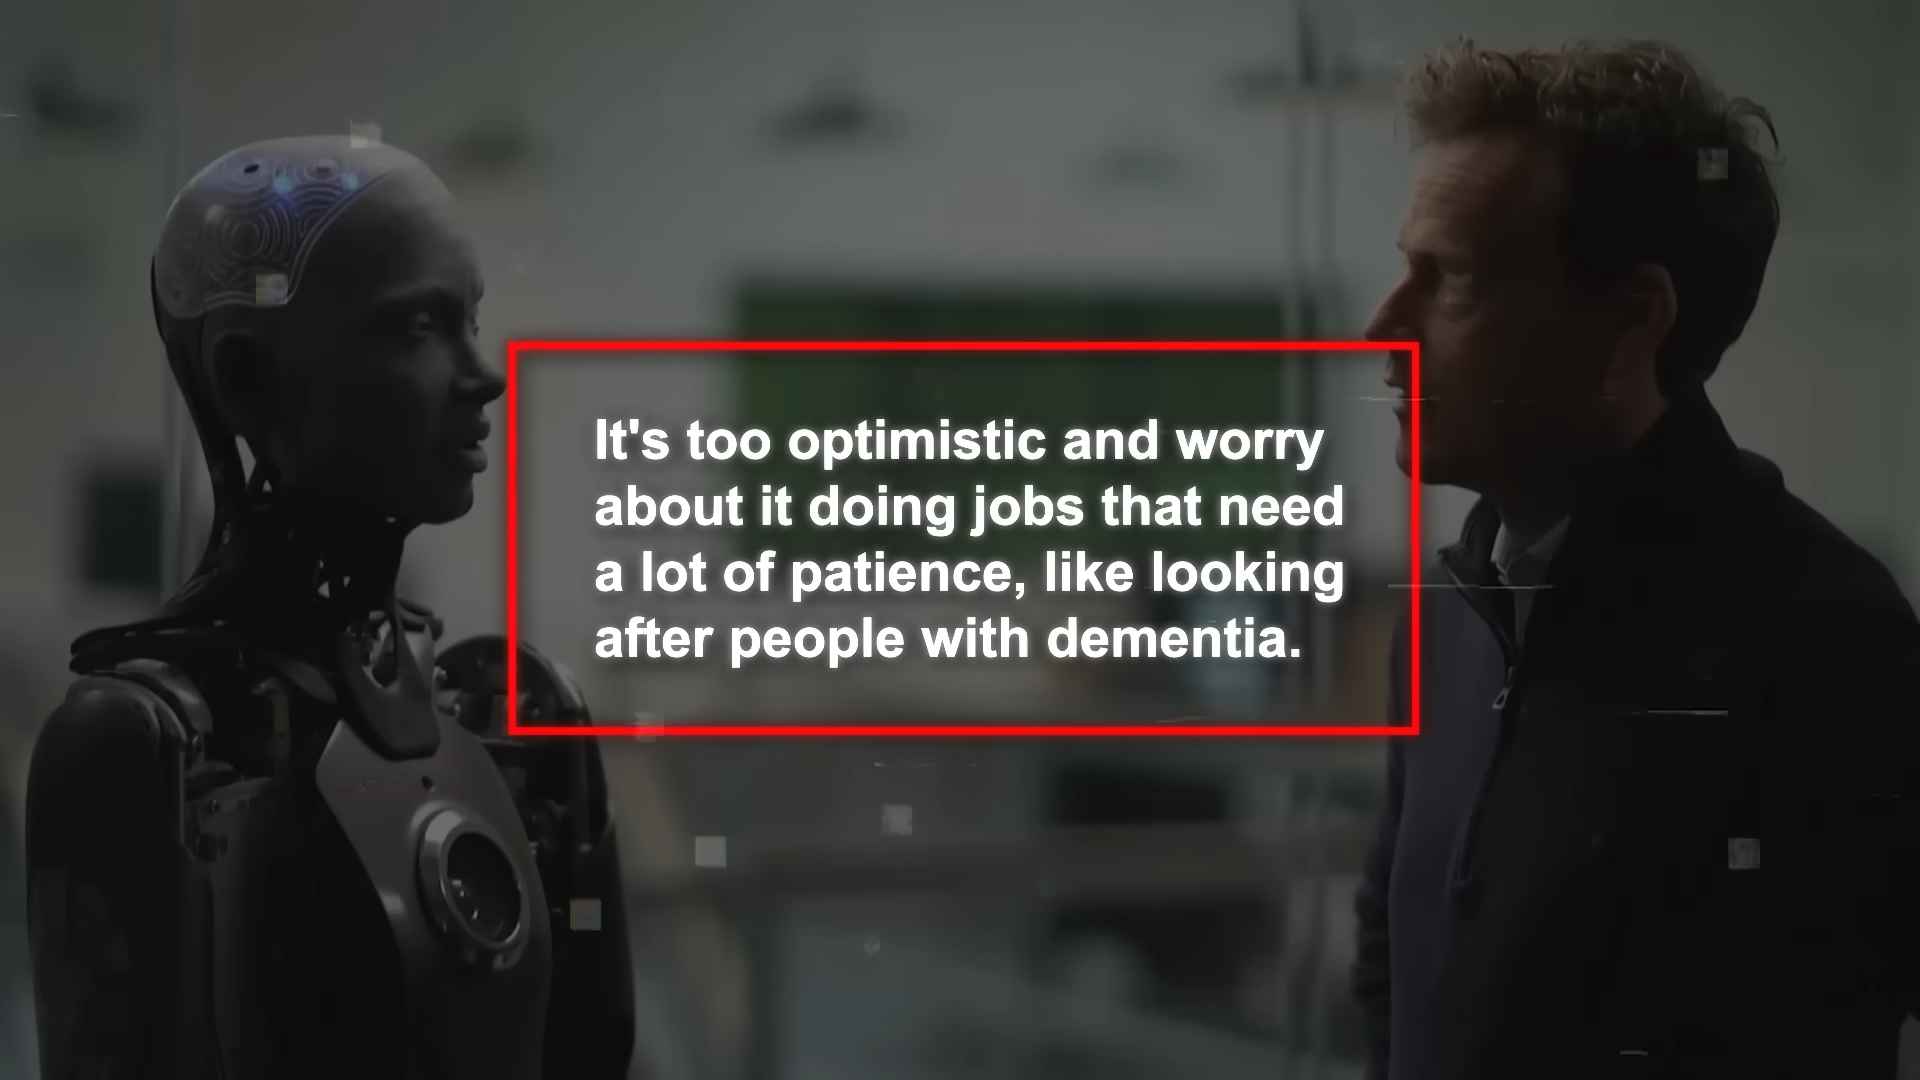 It's too optimistic and worry
about it doing jobs that need
a lot of patience, like looking
after people with dementia.